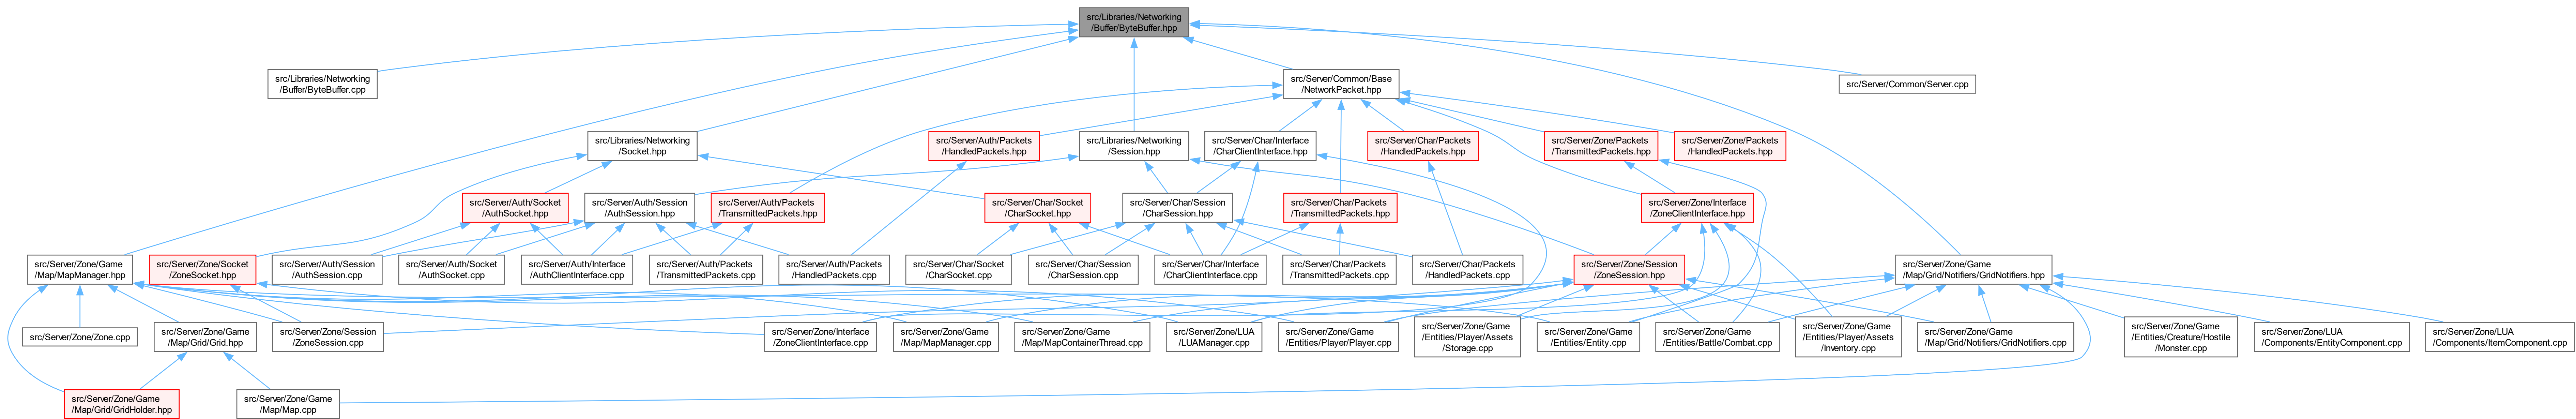 src/Libraries/Networking
/Buffer/ByteBuffer.hpp
src/Libraries/Networking
/Buffer/ByteBuffer.cpp
src/Server/Common/Base
/NetworkPacket.hpp
src/Server/Common/Server.cpp
src/Libraries/Networking
/Socket.hpp
src/Server/Auth/Packets
/HandledPackets.hpp
src/Libraries/Networking
/Session.hpp
src/Server/Char/Interface
/CharClientInterface.hpp
src/Server/Char/Packets
/HandledPackets.hpp
src/Server/Zone/Packets
/TransmittedPackets.hpp
src/Server/Zone/Packets
/HandledPackets.hpp
src/Server/Auth/Socket
/AuthSocket.hpp
src/Server/Auth/Session
/AuthSession.hpp
src/Server/Auth/Packets
/TransmittedPackets.hpp
src/Server/Char/Socket
/CharSocket.hpp
src/Server/Char/Session
/CharSession.hpp
src/Server/Char/Packets
/TransmittedPackets.hpp
src/Server/Zone/Interface
/ZoneClientInterface.hpp
src/Server/Zone/Game
/Map/MapManager.hpp
src/Server/Zone/Socket
/ZoneSocket.hpp
src/Server/Auth/Session
/AuthSession.cpp
src/Server/Auth/Socket
/AuthSocket.cpp
src/Server/Auth/Interface
/AuthClientInterface.cpp
src/Server/Auth/Packets
/TransmittedPackets.cpp
src/Server/Auth/Packets
/HandledPackets.cpp
src/Server/Char/Socket
/CharSocket.cpp
src/Server/Char/Session
/CharSession.cpp
src/Server/Char/Interface
/CharClientInterface.cpp
src/Server/Char/Packets
/TransmittedPackets.cpp
src/Server/Char/Packets
/HandledPackets.cpp
src/Server/Zone/Session
/ZoneSession.hpp
src/Server/Zone/Game
/Map/Grid/Notifiers/GridNotifiers.hpp
src/Server/Zone/Zone.cpp
src/Server/Zone/Game
/Map/Grid/Grid.hpp
src/Server/Zone/Session
/ZoneSession.cpp
src/Server/Zone/Interface
/ZoneClientInterface.cpp
src/Server/Zone/Game
/Map/MapManager.cpp
src/Server/Zone/Game
/Map/MapContainerThread.cpp
src/Server/Zone/LUA
/LUAManager.cpp
src/Server/Zone/Game
/Entities/Player/Player.cpp
src/Server/Zone/Game
/Entities/Player/Assets
/Storage.cpp
src/Server/Zone/Game
/Entities/Entity.cpp
src/Server/Zone/Game
/Entities/Battle/Combat.cpp
src/Server/Zone/Game
/Entities/Player/Assets
/Inventory.cpp
src/Server/Zone/Game
/Map/Grid/Notifiers/GridNotifiers.cpp
src/Server/Zone/Game
/Entities/Creature/Hostile
/Monster.cpp
src/Server/Zone/LUA
/Components/EntityComponent.cpp
src/Server/Zone/LUA
/Components/ItemComponent.cpp
src/Server/Zone/Game
/Map/Grid/GridHolder.hpp
src/Server/Zone/Game
/Map/Map.cpp